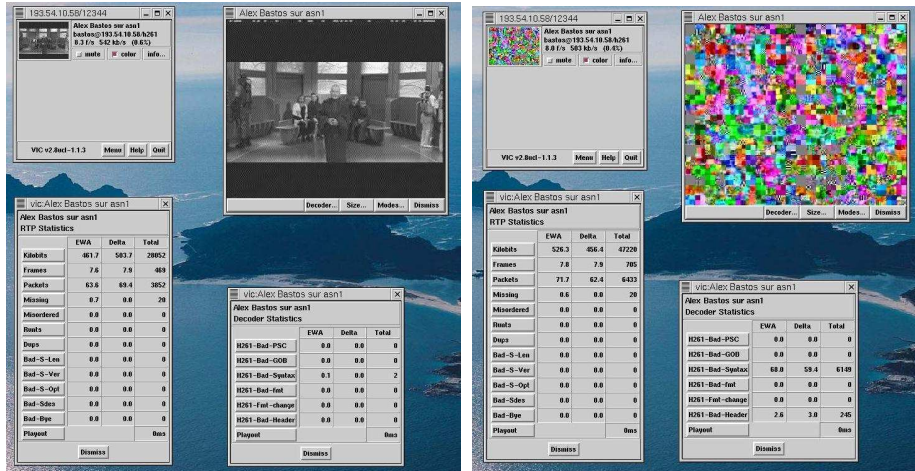 193.54.10.58/12344
Alex Bastos sur asn1
bastos@193.54.10.58/h261
8.3 f/s 542 kb/s (0.6%)
mute color info...
VIC v2.8ucl-1.1.3 Menu Help Quit
Alex Bastos sur asn1
Decoder... Size... Modes... Dismiss
vic:Alex Bastos sur asn1
Alex Bastos sur asn1
RTP Statistics
EWA Delta Total
Kilobits 461.7 503.7 28052
Frames 7.6 7.9 469
Packets 63.6 69.4 3852
Missing 0.7 0.0 20
Misordered 0.0 0.0 0
Runts 0.0 0.0 0
Dups 0.0 0.0 0
Bad-S-Len 0.0 0.0 0
Bad-S-Ver 0.0 0.0 0
Bad-S-Opt 0.0 0.0 0
Bad-Sdes 0.0 0.0 0
Bad-Bye 0.0 0.0 0
Playout 0ms
Dismiss
vic:Alex Bastos sur asn1
Alex Bastos sur asn1
Decoder Statistics
EWA Delta Total
H261-Bad-PSC 0.0 0.0 0
H261-Bad-GOB 0.0 0.0 0
H261-Bad-Syntax 0.1 0.0 2
H261-Bad-fmt 0.0 0.0 0
H261-Fmt-change 0.0 0.0 0
H261-Bad-Header 0.0 0.0 0
Playout 0ms
Dismiss
193.54.10.58/12344
Alex Bastos sur asn1
bastos@193.54.10.58/h261
8.0 f/s 503 kb/s (0.4%)
mute color info...
VIC v2.8ucl-1.1.3 Menu Help Quit
Alex Bastos sur asn1
Decoder... Size... Modes... Dismiss
vic:Alex Bastos sur asn1
Alex Bastos sur asn1
RTP Statistics
EWA Delta Total
Kilobits 526.3 456.4 47220
Frames 7.8 7.9 785
Packets 71.7 62.4 6433
Missing 0.6 0.0 20
Misordered 0.0 0.0 0
Runts 0.0 0.0 0
Dups 0.0 0.0 0
Bad-S-Len 0.0 0.0 0
Bad-S-Ver 0.0 0.0 0
Bad-S-Opt 0.0 0.0 0
Bad-Sdes 0.0 0.0 0
Bad-Bye 0.0 0.0 0
Playout 0ms
Dismiss
vic:Alex Bastos sur asn1
Alex Bastos sur asn1
Decoder Statistics
EWA Delta Total
H261-Bad-PSC 0.0 0.0 0
H261-Bad-GOB 0.0 0.0 0
H261-Bad-Syntax 68.0 59.4 6149
H261-Bad-fmt 0.0 0.0 0
H261-Fmt-change 0.0 0.0 0
H261-Bad-Header 2.6 3.0 245
Playout 0ms
Dismiss